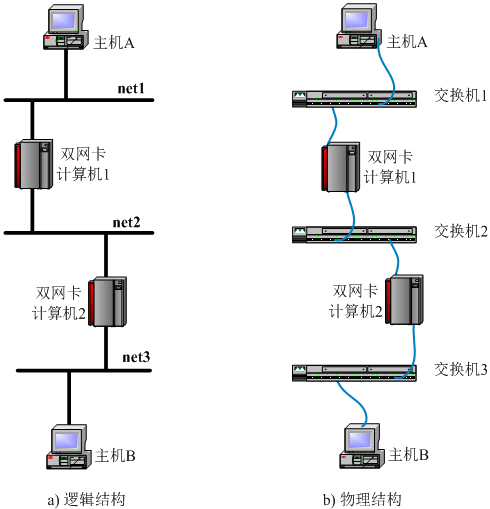 主机A
net1
双网卡
计算机1
net2
双网卡
计算机2
net3
主机B
a) 逻辑结构
主机A
交换机1
双网卡
计算机1
交换机2
双网卡
计算机2
交换机3
主机B
b) 物理结构